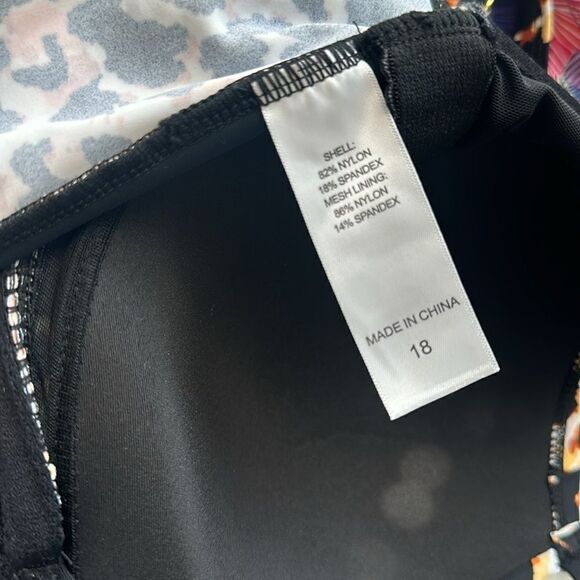 SHELL:
82% NYLON
18% SPANDEX
MESH LINING:
86% NYLON
14% SPANDEX
MADE IN CHINA
18